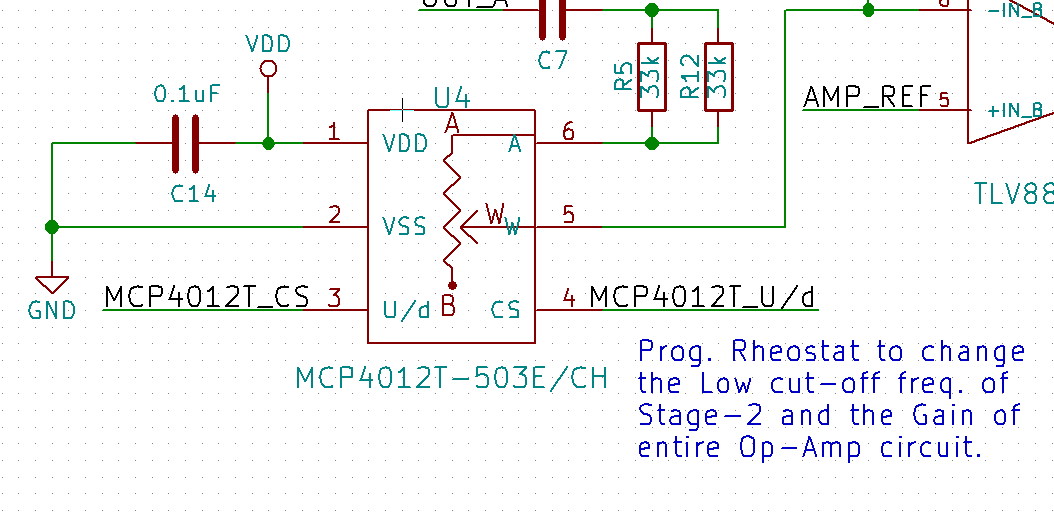 OUT_A
6
-IN_B
C7
VDD
0.1uF
R5
33k
R12
33k
U4
AMP_REF
5
+IN_B
A
1
VDD
A
6
C14
TLV88
2
VSS
W
W
5
MCP4012T_CS
3
U/d
B
CS
4
MCP4012T_U/d
GND
MCP4012T-503E/CH
Prog. Rheostat to change
the Low cut-off freq. of
Stage-2 and the Gain of
entire Op-Amp circuit.